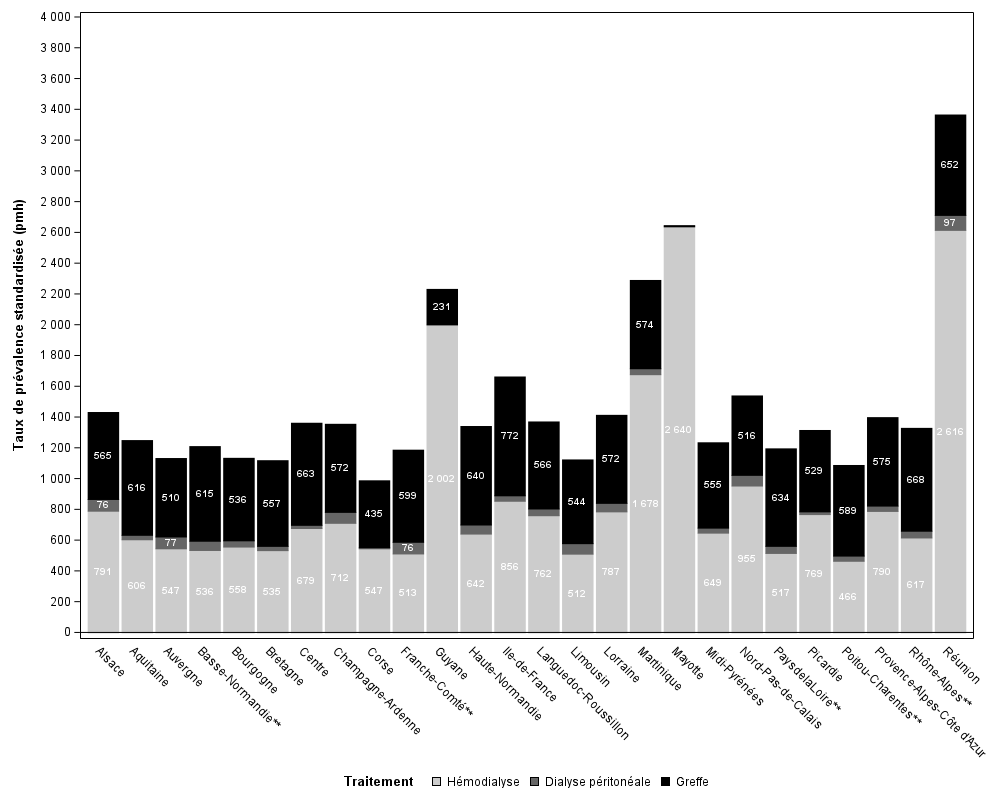 Taux de prévalence standardisée (pmh)
4 000
3 800
3 600
3 400
3 200
3 000
2 800
2 600
2 400
2 200
2 000
1 800
1 600
1 400
1 200
1 000
800
600
400
200
0
565
76
791
616
606
510
77
547
615
536
536
558
557
535
663
679
572
712
435
547
599
76
513
231
2 002
640
642
772
856
566
762
544
512
572
787
574
1 678
2 640
555
649
516
955
634
517
529
769
589
466
575
790
668
617
652
97
2 616
Alsace
Aquitaine
Auvergne
Basse-Normandie**
Bourgogne
Bretagne
Centre
Champagne-Ardenne
Corse
Franche-Comté**
Guyane
Haute-Normandie
Ile-de-France
Languedoc-Roussillon
Limousin
Lorraine
Martinique
Mayotte
Midi-Pyrénées
Nord-Pas-de-Calais
PaysdelaLoire**
Picardie
Poitou-Charentes**
Provence-Alpes-Côte d'Azur
Rhône-Alpes**
Réunion
Traitement Hémodialyse Dialyse péritonéale Greffe